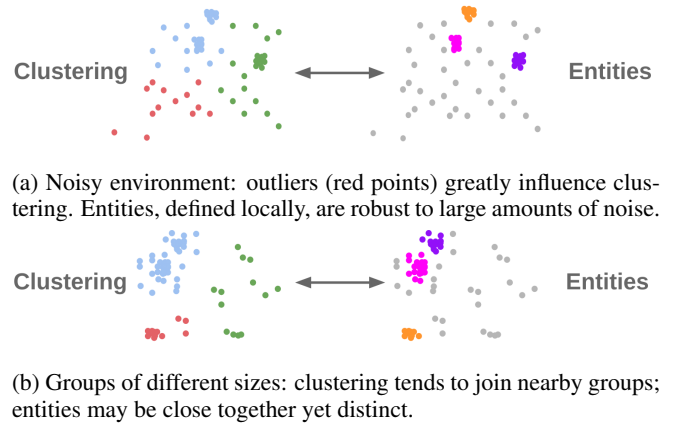 Clustering
Entities
(a) Noisy environment: outliers (red points) greatly influence clus-
tering. Entities, defined locally, are robust to large amounts of noise.
Clustering
Entities
(b) Groups of different sizes: clustering tends to join nearby groups;
entities may be close together yet distinct.